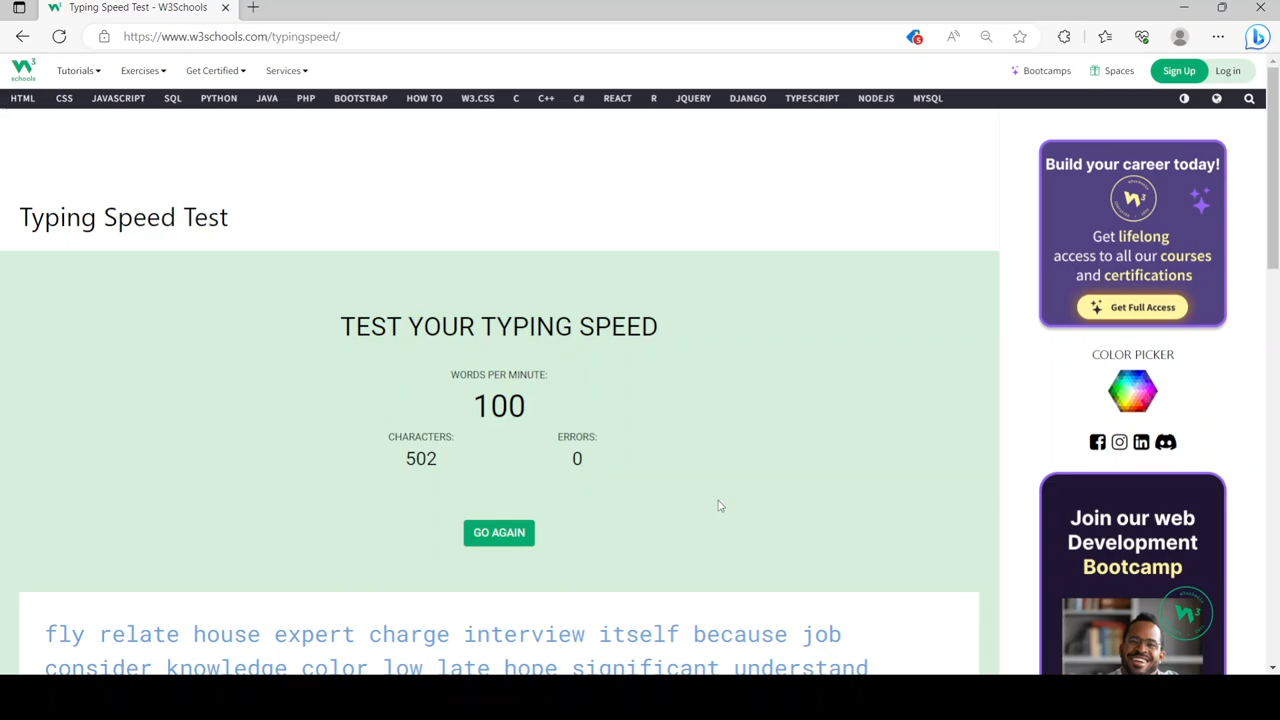 Typing Speed Test - W3Schools
https://www.w3schools.com/typingspeed/
5
schools
Tutorials Exercises Get Certified Services Bootcamps Spaces Sign Up Log in
HTML CSS JAVASCRIPT SQL PYTHON JAVA PHP BOOTSTRAP HOW TO W3.CSS C C++ C# REACT R JQUERY DJANGO TYPESCRIPT NODEJS MYSQL
Typing Speed Test
TEST YOUR TYPING SPEED
WORDS PER MINUTE:
100
CHARACTERS: ERRORS:
502 0
GO AGAIN
fly relate house expert charge interview itself because job
consider knowledge color low late hope significant understand
Build your career today!
Get lifelong
access to all our courses
and certifications
Get Full Access
COLOR PICKER
Join our web
Development
Bootcamp